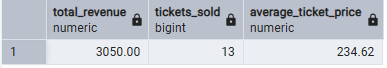 total_revenue tickets_sold average_ticket_price
numeric bigint numeric
1 3050.00 13 234.62